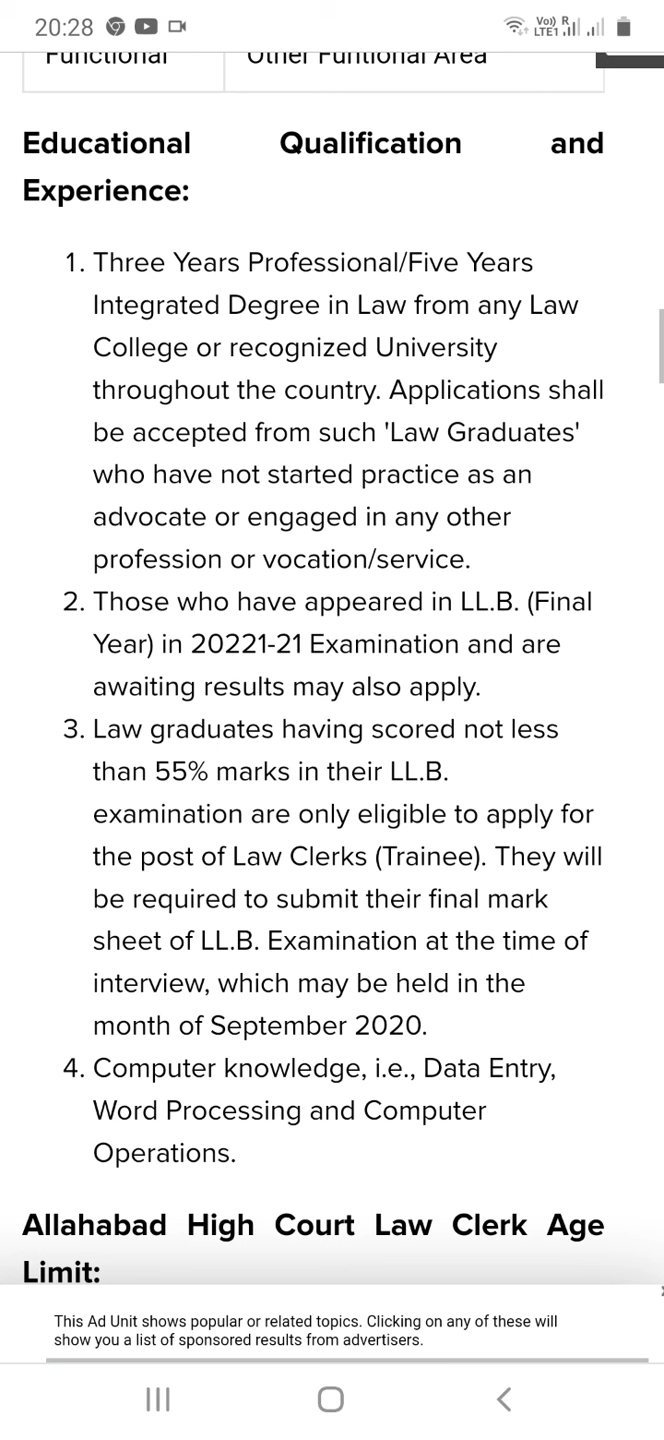 20:28
Vo) R
LTE1
Functional Other Funtional Area
Educational Qualification and
Experience:
1. Three Years Professional/Five Years
Integrated Degree in Law from any Law
College or recognized University
throughout the country. Applications shall
be accepted from such 'Law Graduates'
who have not started practice as an
advocate or engaged in any other
profession or vocation/service.
2. Those who have appeared in LL.B. (Final
Year) in 20221-21 Examination and are
awaiting results may also apply.
3. Law graduates having scored not less
than 55% marks in their LL.B.
examination are only eligible to apply for
the post of Law Clerks (Trainee). They will
be required to submit their final mark
sheet of LL.B. Examination at the time of
interview, which may be held in the
month of September 2020.
4. Computer knowledge, i.e., Data Entry,
Word Processing and Computer
Operations.
Allahabad High Court Law Clerk Age
Limit:
This Ad Unit shows popular or related topics. Clicking on any of these will
show you a list of sponsored results from advertisers.